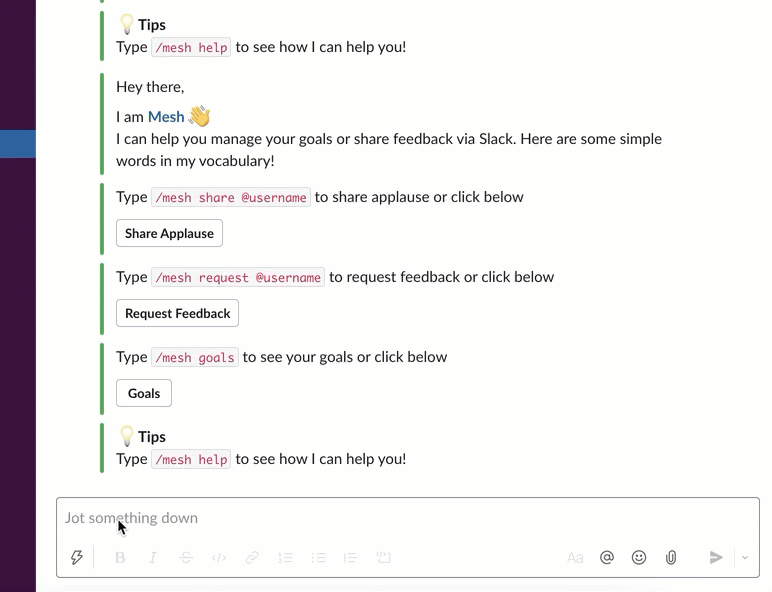 Tips
Type /mesh help to see how I can help you!
Hey there,
I am Mesh
I can help you manage your goals or share feedback via Slack. Here are some simple
words in my vocabulary!
Type /mesh share @username to share applause or click below
Share Applause
Type /mesh request @username to request feedback or click below
Request Feedback
Type /mesh goals to see your goals or click below
Goals
Tips
Type /mesh help to see how I can help you!
Jot something down
B I S </> Aa @